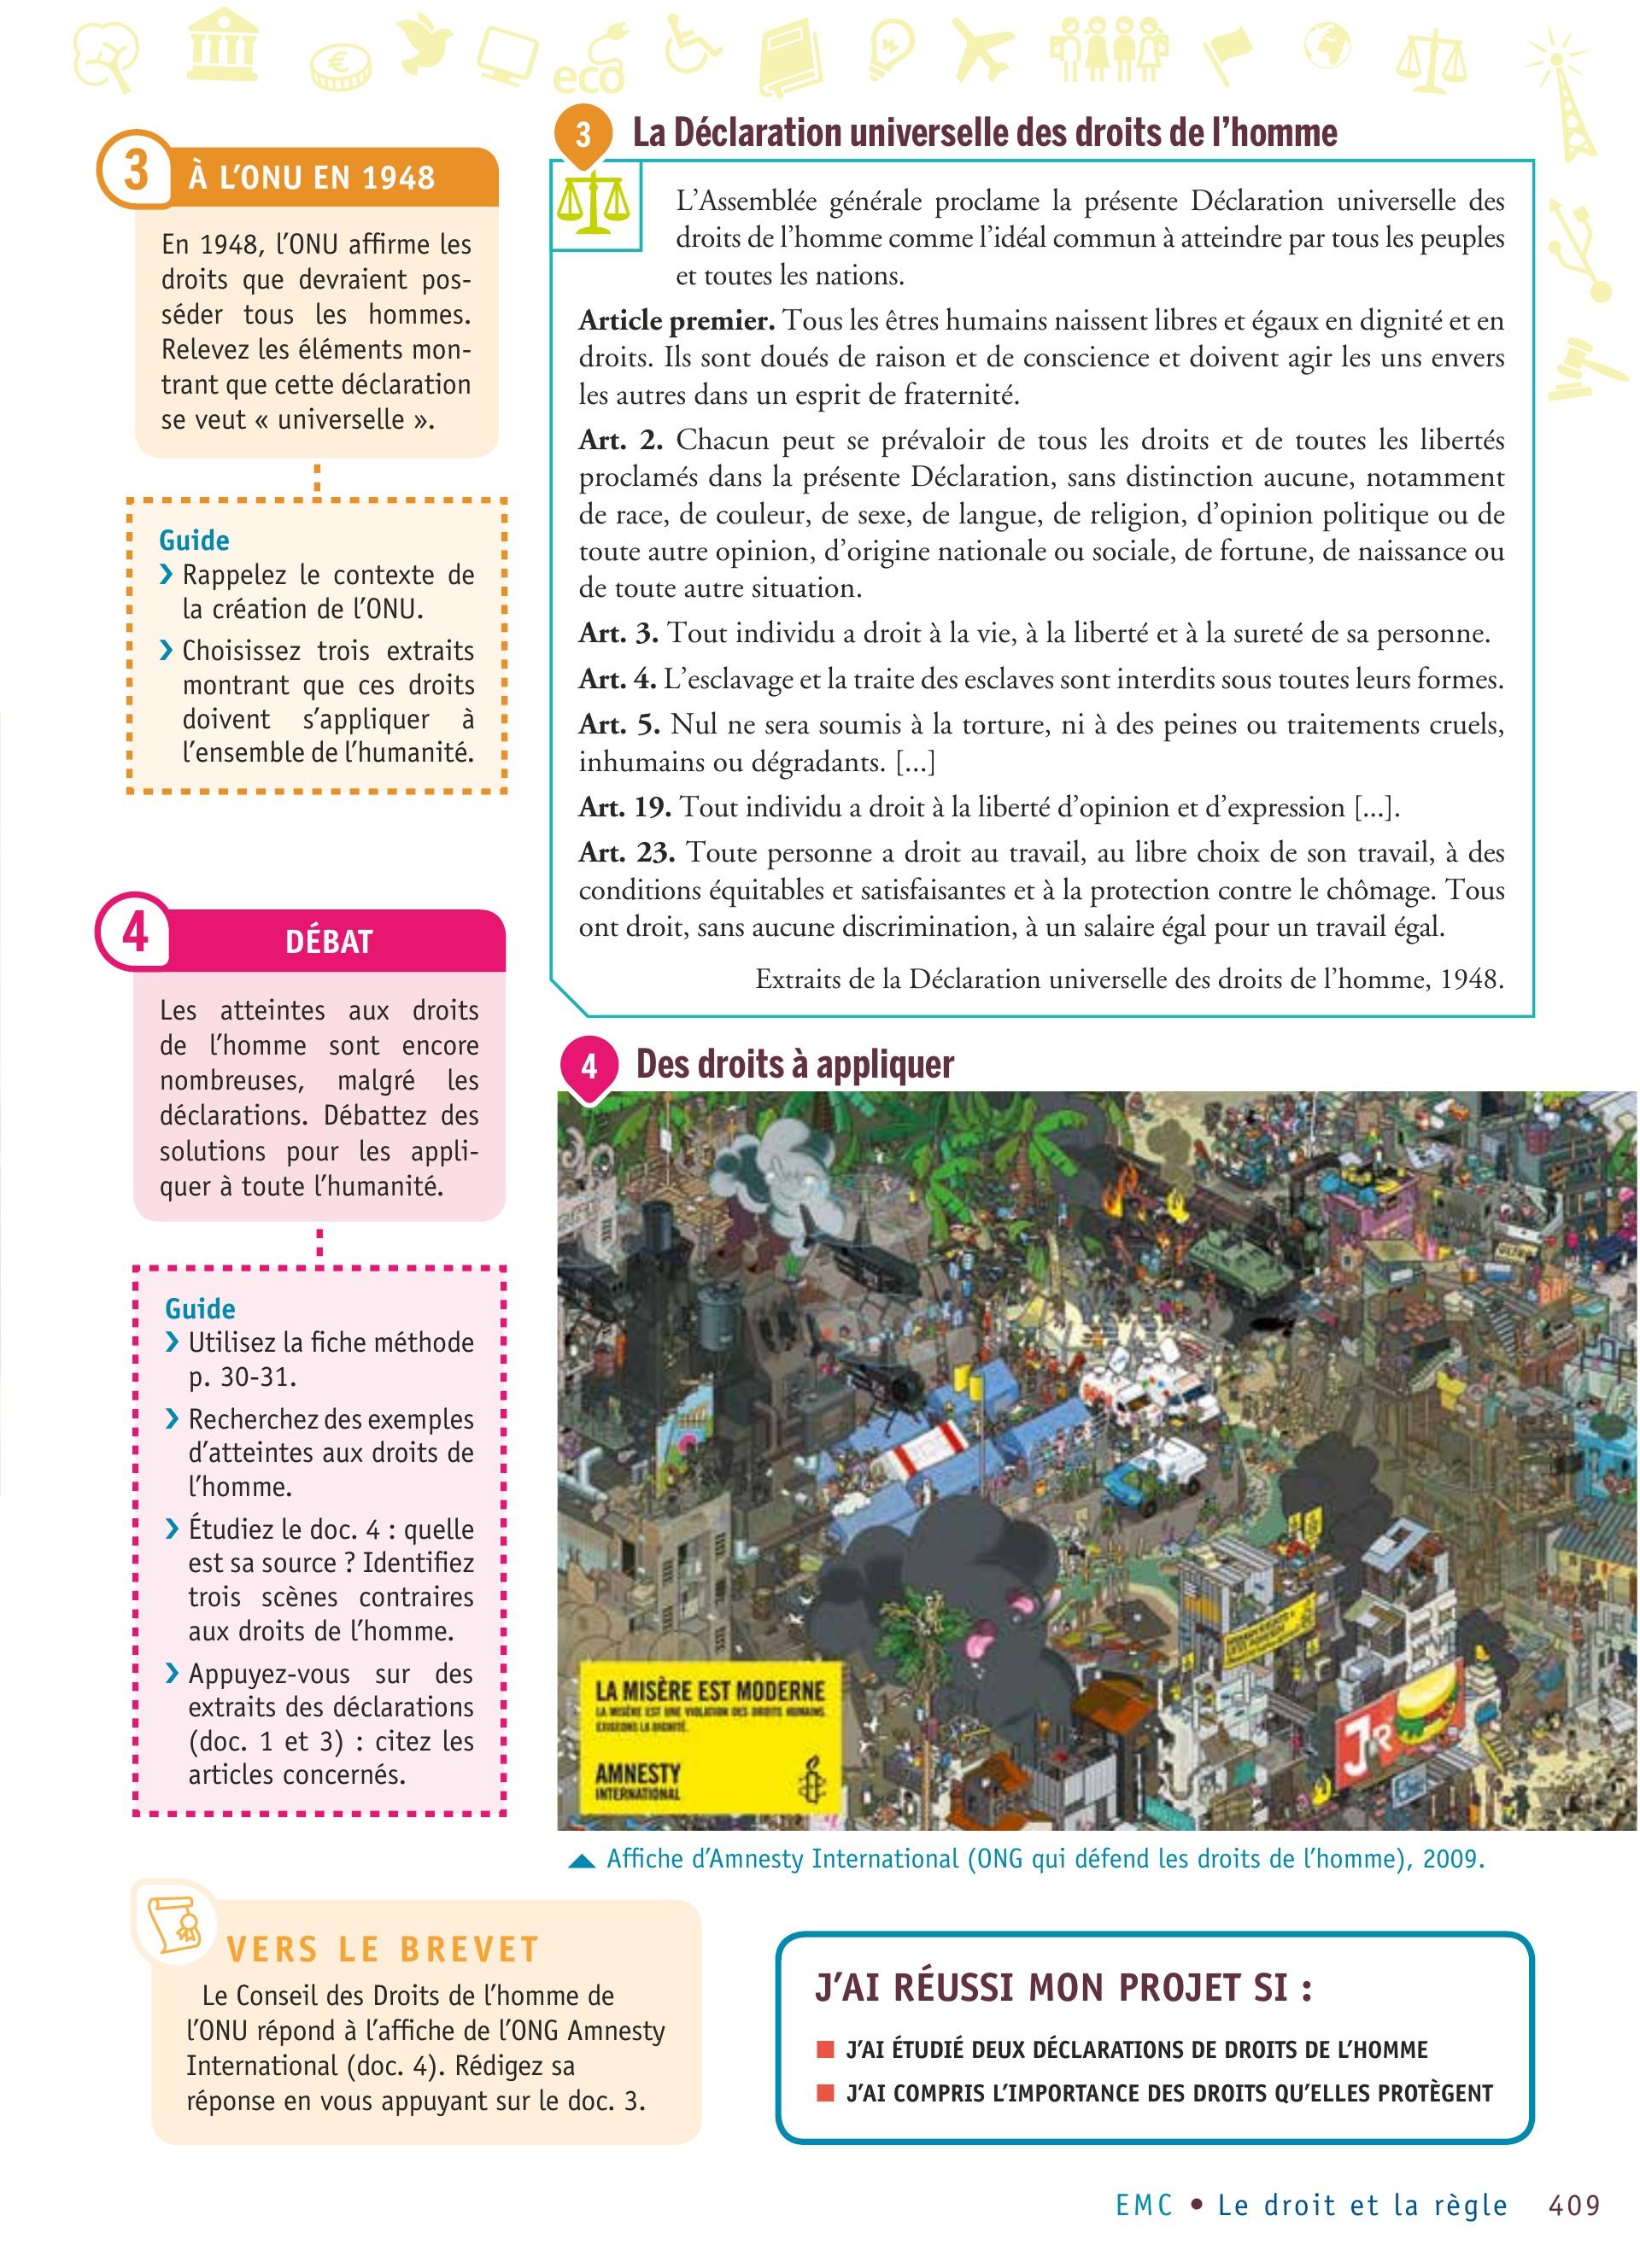 eco
3
À L'ONU EN 1948
En 1948, l'ONU affirme les
droits que devraient pos-
séder tous les hommes.
Relevez les éléments mon-
trant que cette déclaration
se veut « universelle ».
Guide
› Rappelez le contexte de
la création de l'ONU.
› Choisissez trois extraits
montrant que ces droits
doivent s'appliquer à
l'ensemble de l'humanité.
4
DÉBAT
Les atteintes aux droits
de l'homme sont encore
nombreuses, malgré les
déclarations. Débattez des
solutions pour les appli-
quer à toute l'humanité.
Guide
› Utilisez la fiche méthode
p. 30-31.
› Recherchez des exemples
d'atteintes aux droits de
l'homme.
› Étudiez le doc. 4 : quelle
est sa source ? Identifiez
trois scènes contraires
aux droits de l'homme.
› Appuyez-vous sur des
extraits des déclarations
(doc. 1 et 3) : citez les
articles concernés.
3
La Déclaration universelle des droits de l'homme
L'Assemblée générale proclame la présente Déclaration universelle des
droits de l'homme comme l'idéal commun à atteindre par tous les peuples
et toutes les nations.
Article premier. Tous les êtres humains naissent libres et égaux en dignité et en
droits. Ils sont doués de raison et de conscience et doivent agir les uns envers
les autres dans un esprit de fraternité.
Art. 2. Chacun peut se prévaloir de tous les droits et de toutes les libertés
proclamés dans la présente Déclaration, sans distinction aucune, notamment
de race, de couleur, de sexe, de langue, de religion, d'opinion politique ou de
toute autre opinion, d'origine nationale ou sociale, de fortune, de naissance ou
de toute autre situation.
Art. 3. Tout individu a droit à la vie, à la liberté et à la sureté de sa personne.
Art. 4. L'esclavage et la traite des esclaves sont interdits sous toutes leurs formes.
Art. 5. Nul ne sera soumis à la torture, ni à des peines ou traitements cruels,
inhumains ou dégradants. [...]
Art. 19. Tout individu a droit à la liberté d'opinion et d'expression [...].
Art. 23. Toute personne a droit au travail, au libre choix de son travail, à des
conditions équitables et satisfaisantes et à la protection contre le chômage. Tous
ont droit, sans aucune discrimination, à un salaire égal pour un travail égal.
Extraits de la Déclaration universelle des droits de l'homme, 1948.
4
Des droits à appliquer
LA MISÈRE EST MODERNE
LA MISÈRE EST UNE VIOLATION DES DROITS HUMAINS.
EXIGEONS LA DIGNITÉ.
AMNESTY
INTERNATIONAL
JR
Affiche d'Amnesty International (ONG qui défend les droits de l'homme), 2009.
VERS LE BREVET
Le Conseil des Droits de l'homme de
l'ONU répond à l'affiche de l'ONG Amnesty
International (doc. 4). Rédigez sa
réponse en vous appuyant sur le doc. 3.
J'AI RÉUSSI MON PROJET SI :
■ J'AI ÉTUDIÉ DEUX DÉCLARATIONS DE DROITS DE L'HOMME
■ J'AI COMPRIS L'IMPORTANCE DES DROITS QU'ELLES PROTÈGENT
EMC • Le droit et la règle 409